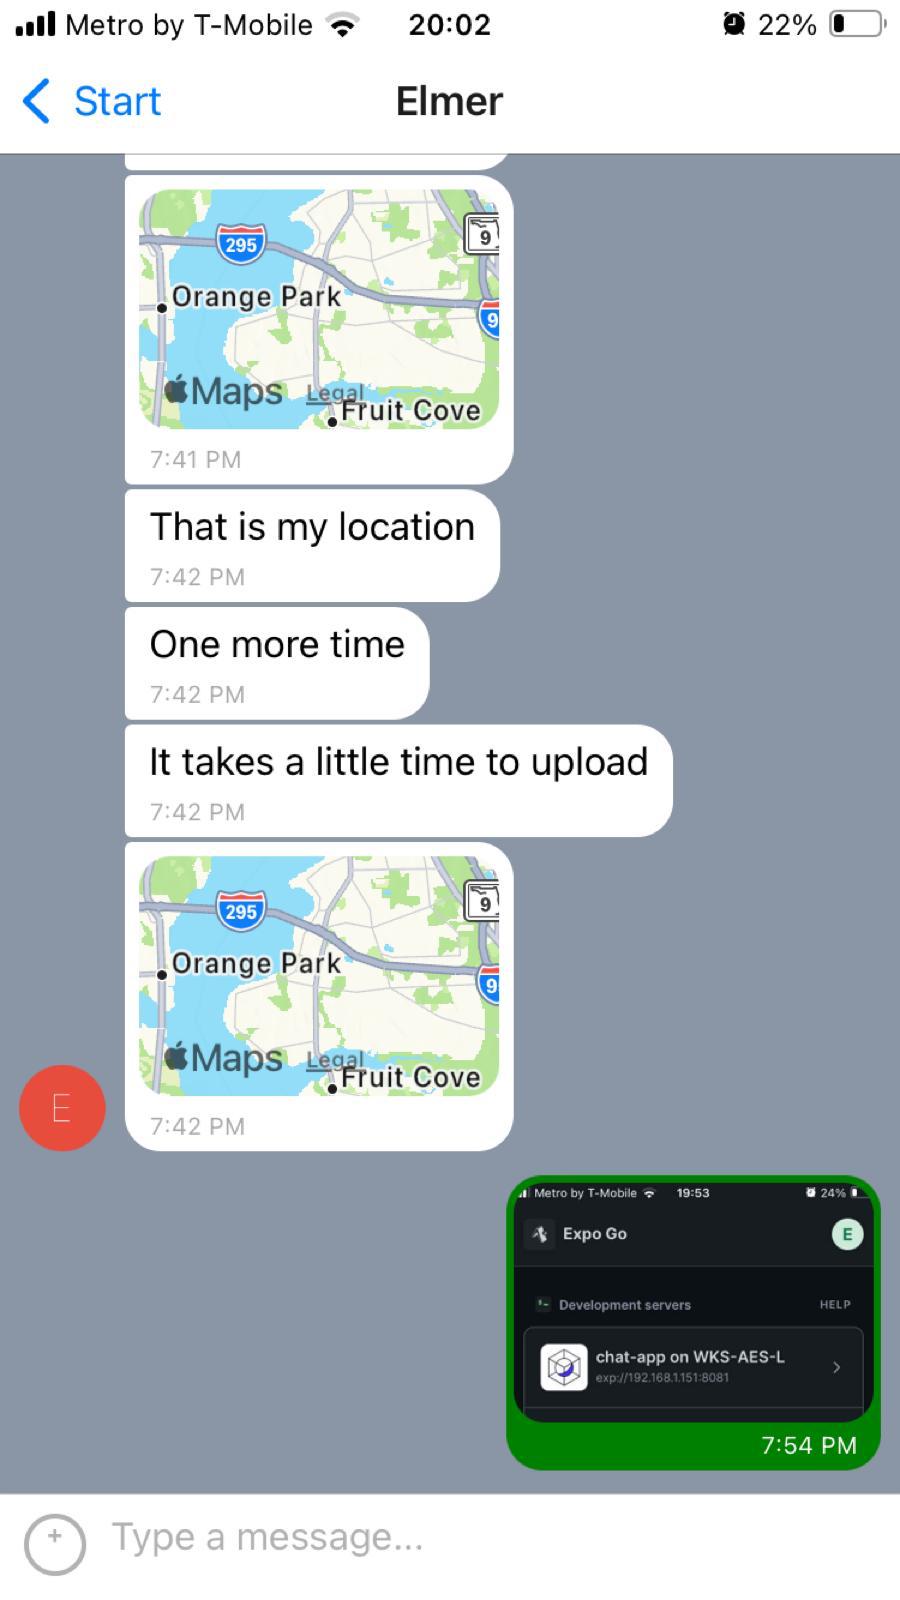 Metro by T-Mobile 20:02 22%
Start Elmer
295
9
Orange Park
9
Maps Legal
Fruit Cove
7:41 PM
That is my location
7:42 PM
One more time
7:42 PM
It takes a little time to upload
7:42 PM
295
9
Orange Park
9
Maps Legal
Fruit Cove
E
7:42 PM
Metro by T-Mobile 19:53 24%
Expo Go E
Development servers HELP
chat-app on WKS-AES-L
exp://192.168.1.151:8081
7:54 PM
Type a message...